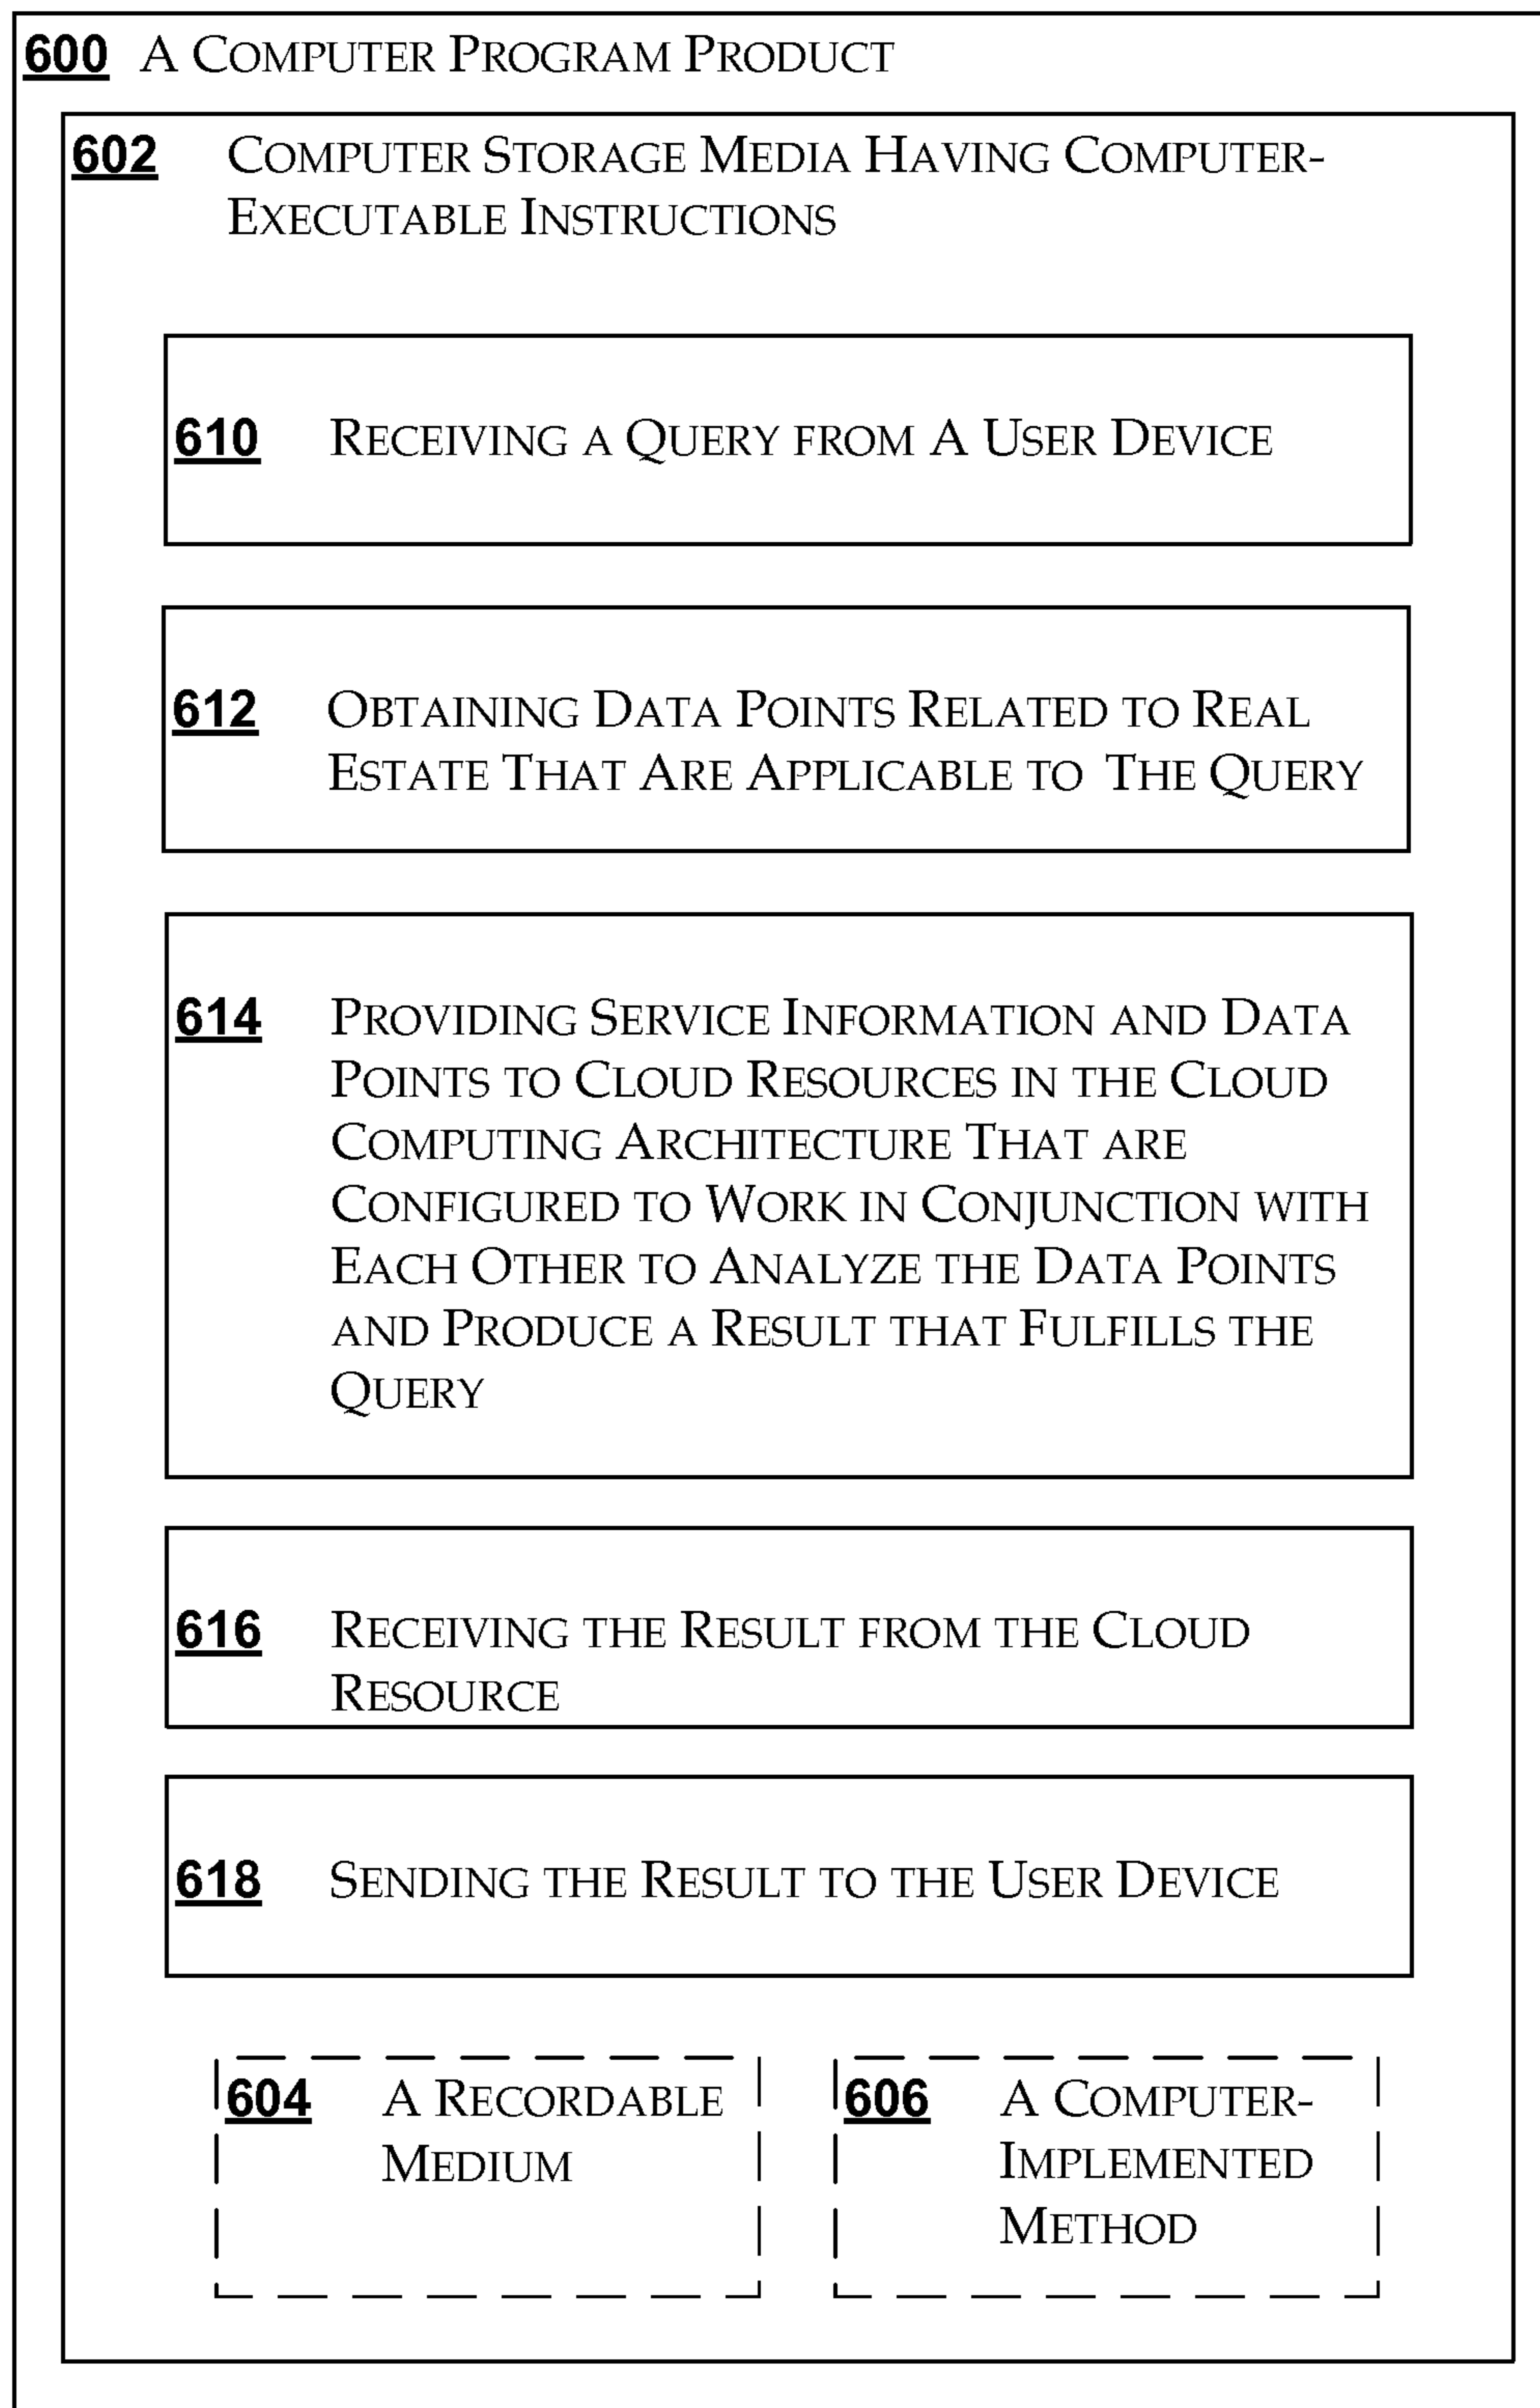 600 A Computer Program Product
602 Computer Storage Media Having Computer-
Executable Instructions
610 Receiving a Query from A User Device
612 Obtaining Data Points Related to Real
Estate That Are Applicable to The Query
614 Providing Service Information and Data
Points to Cloud Resources in the Cloud
Computing Architecture That are
Configured to Work in Conjunction with
Each Other to Analyze the Data Points
and Produce a Result that Fulfills the
Query
616 Receiving the Result from the Cloud
Resource
618 Sending the Result to the User Device
604 A Recordable
Medium
606 A Computer-
Implemented
Method